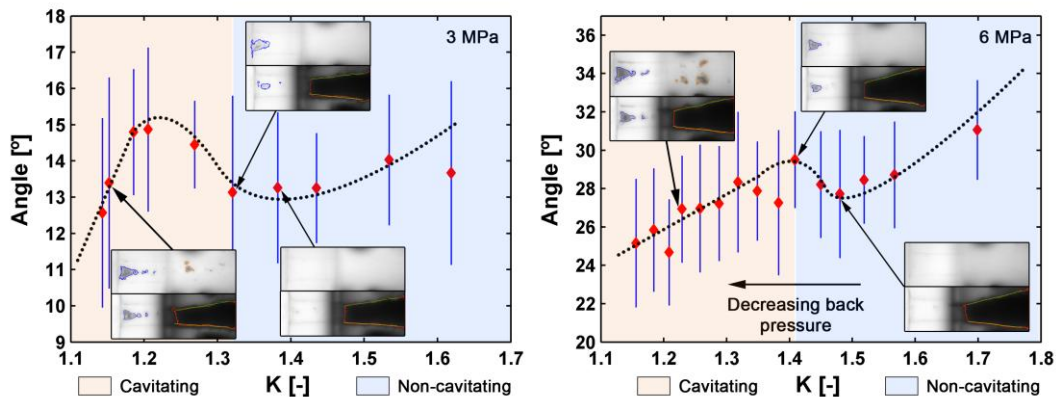 18
17
16
15
14
13
12
11
10
9
Angle [º]
3 MPa
1.1
1.2
1.3
1.4
1.5
1.6
1.7
K [-]
Cavitating
Non-cavitating
36
34
32
30
28
26
24
22
20
Angle [º]
6 MPa
Decreasing back
pressure
1.1
1.2
1.3
1.4
1.5
1.6
1.7
1.8
K [-]
Cavitating
Non-cavitating